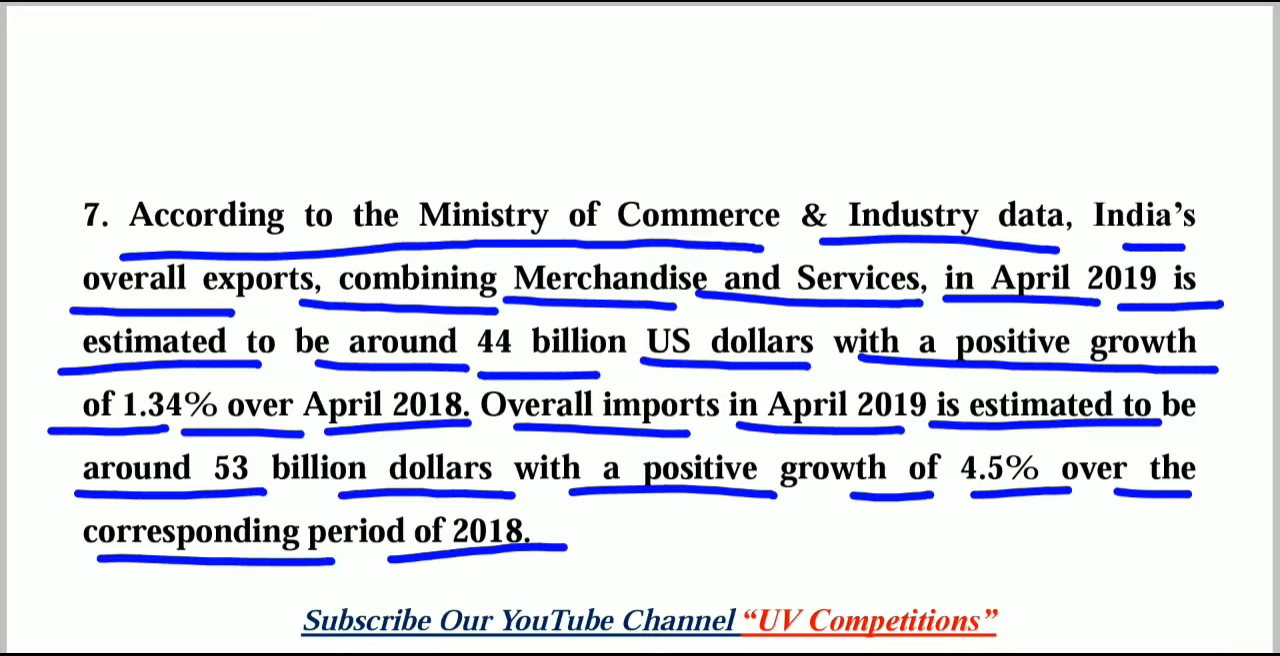 7. According to the Ministry of Commerce & Industry data, India’s
overall exports, combining Merchandise and Services, in April 2019 is
estimated to be around 44 billion US dollars with a positive growth
of 1.34% over April 2018. Overall imports in April 2019 is estimated to be
around 53 billion dollars with a positive growth of 4.5% over the
corresponding period of 2018.
Subscribe Our YouTube Channel “UV Competitions”